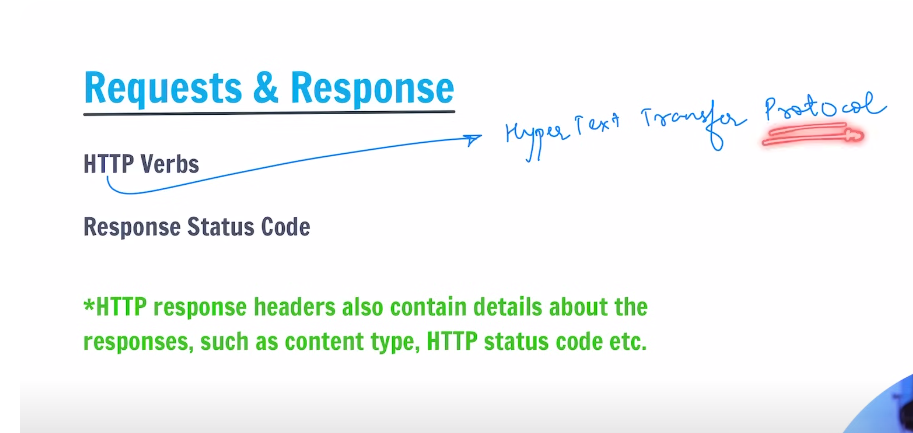 Requests & Response
HyperText Transfer Protocol
HTTP Verbs
Response Status Code
*HTTP response headers also contain details about the
responses, such as content type, HTTP status code etc.